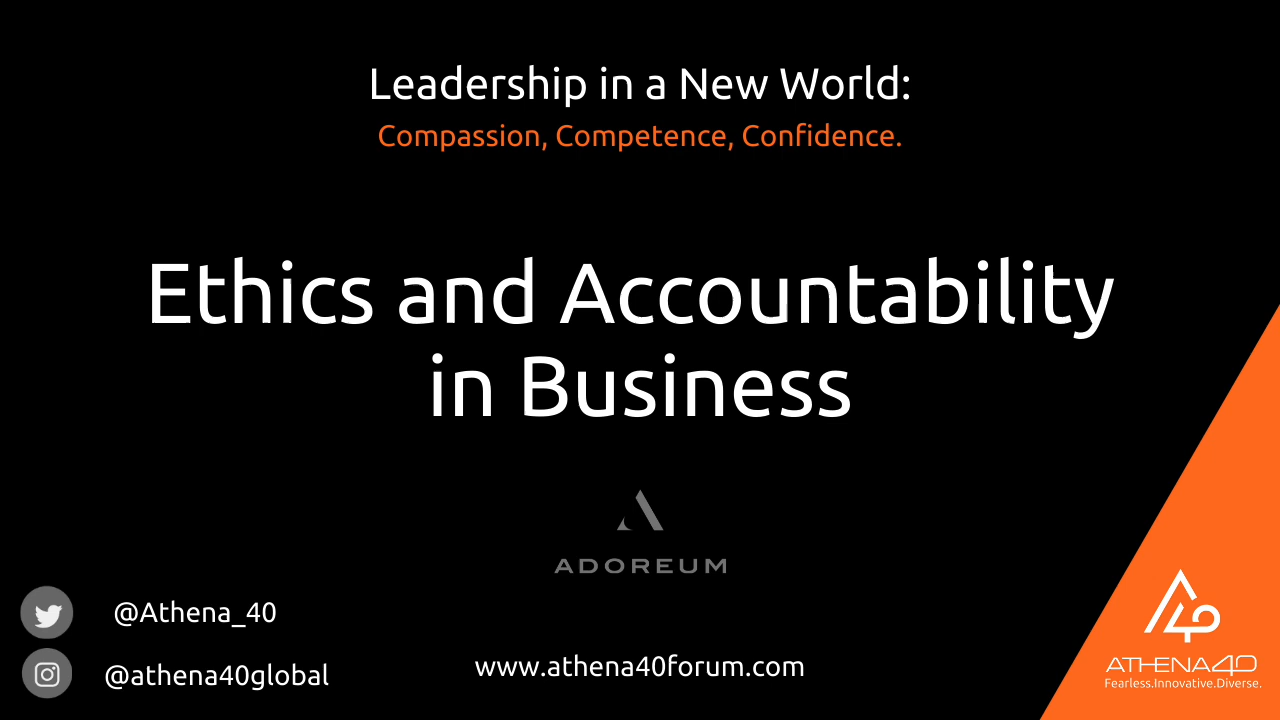 Leadership in a New World:
Compassion, Competence, Confidence.
Ethics and Accountability
in Business
ADOREUM
@Athena_40
@athena40global
www.athena40forum.com
ATHENA40
Fearless.Innovative.Diverse.